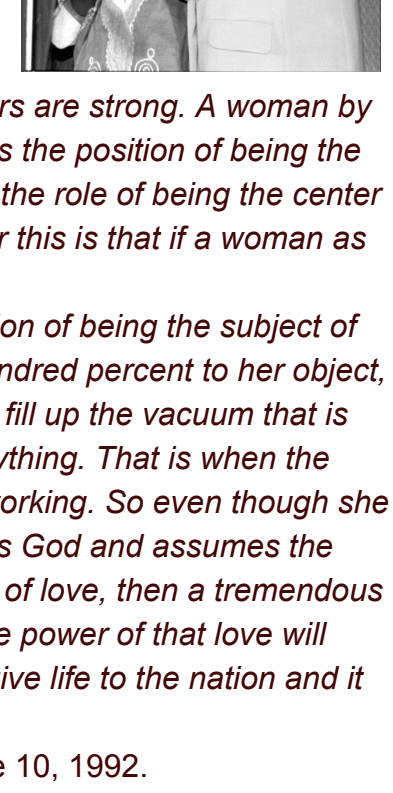 rs are strong. A woman by
s the position of being the
the role of being the center
r this is that if a woman as
on of being the subject of
ndred percent to her object,
fill up the vacuum that is
ything. That is when the
orking. So even though she
s God and assumes the
of love, then a tremendous
e power of that love will
ive life to the nation and it
e 10, 1992.